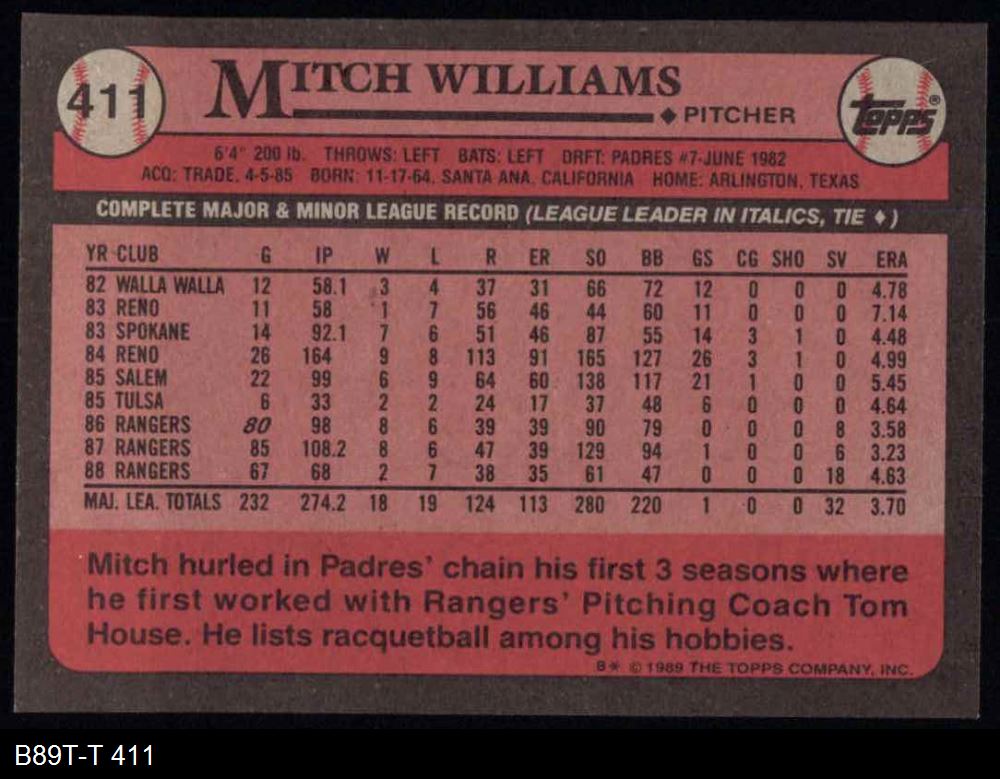 411
MITCH WILLIAMS
♦ PITCHER
Topps®
6'4" 200 lb. THROWS: LEFT BATS: LEFT DRFT: PADRES #7-JUNE 1982
ACQ: TRADE, 4-5-85 BORN: 11-17-64, SANTA ANA, CALIFORNIA HOME: ARLINGTON, TEXAS
COMPLETE MAJOR & MINOR LEAGUE RECORD (LEAGUE LEADER IN ITALICS, TIE ♦)
YR CLUB G IP W L R ER SO BB GS CG SHO SV ERA
82 WALLA WALLA 12 58.1 3 4 37 31 66 72 12 0 0 0 4.78
83 RENO 11 58 1 7 56 46 44 60 11 0 0 0 7.14
83 SPOKANE 14 92.1 7 6 51 46 87 55 14 3 1 0 4.48
84 RENO 26 164 9 8 113 91 165 127 26 3 1 0 4.99
85 SALEM 22 99 6 9 64 60 138 117 21 1 0 0 5.45
85 TULSA 6 33 2 2 24 17 37 48 6 0 0 0 4.64
86 RANGERS 80 98 8 6 39 39 90 79 0 0 0 8 3.58
87 RANGERS 85 108.2 8 6 47 39 129 94 1 0 0 6 3.23
88 RANGERS 67 68 2 7 38 35 61 47 0 0 0 18 4.63
MAJ. LEA. TOTALS 232 274.2 18 19 124 113 280 220 1 0 0 32 3.70
Mitch hurled in Padres' chain his first 3 seasons where
he first worked with Rangers' Pitching Coach Tom
House. He lists racquetball among his hobbies.
B* © 1989 THE TOPPS COMPANY, INC.
B89T-T 411